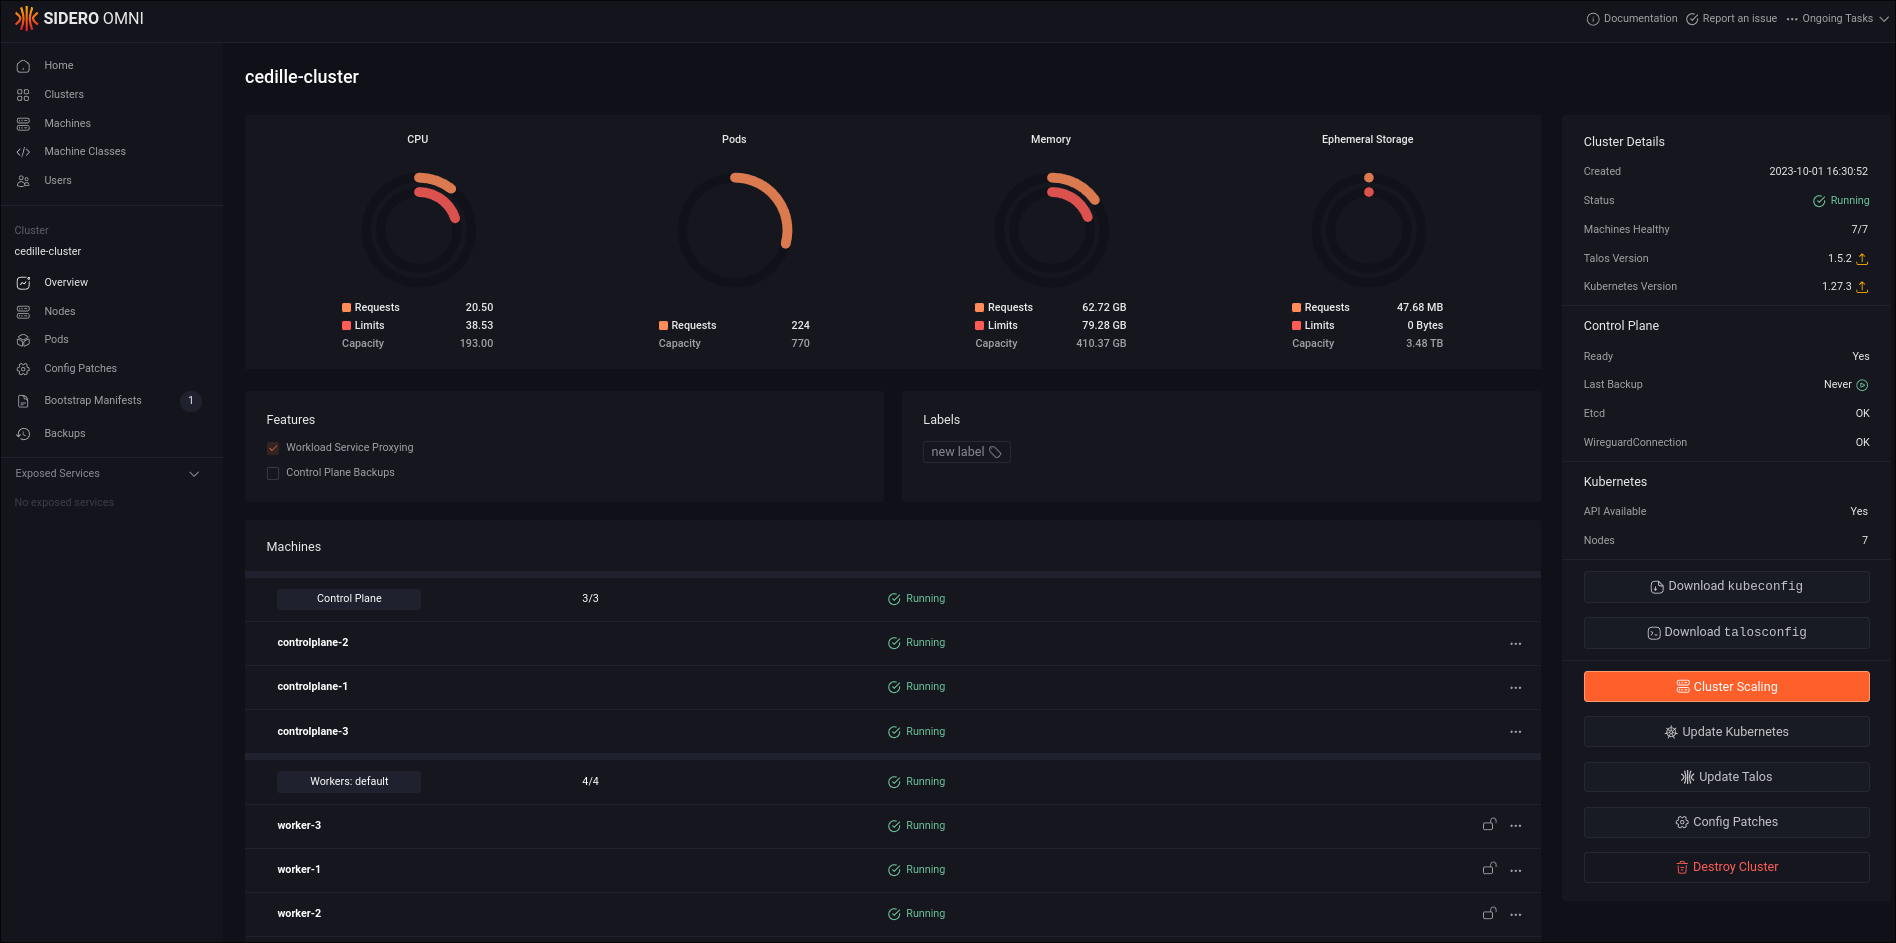 SIDERO OMNI
Documentation
Report an issue
Ongoing Tasks
Home
Clusters
Machines
Machine Classes
Users
Cluster
cedille-cluster
Overview
Nodes
Pods
Config Patches
Bootstrap Manifests 1
Backups
Exposed Services
No exposed services
cedille-cluster
CPU
Requests 20.50
Limits 38.53
Capacity 193.00
Pods
Requests 224
Capacity 770
Memory
Requests 62.72 GB
Limits 79.28 GB
Capacity 410.37 GB
Ephemeral Storage
Requests 47.68 MB
Limits 0 Bytes
Capacity 3.48 TB
Features
Workload Service Proxying
Control Plane Backups
Labels
new label
Machines
Control Plane 3/3 Running
controlplane-2 Running
controlplane-1 Running
controlplane-3 Running
Workers: default 4/4 Running
worker-3 Running
worker-1 Running
worker-2 Running
Cluster Details
Created 2023-10-01 16:30:52
Status Running
Machines Healthy 7/7
Talos Version 1.5.2
Kubernetes Version 1.27.3
Control Plane
Ready Yes
Last Backup Never
Etcd OK
WireguardConnection OK
Kubernetes
API Available Yes
Nodes 7
Download kubeconfig
Download talosconfig
Cluster Scaling
Update Kubernetes
Update Talos
Config Patches
Destroy Cluster